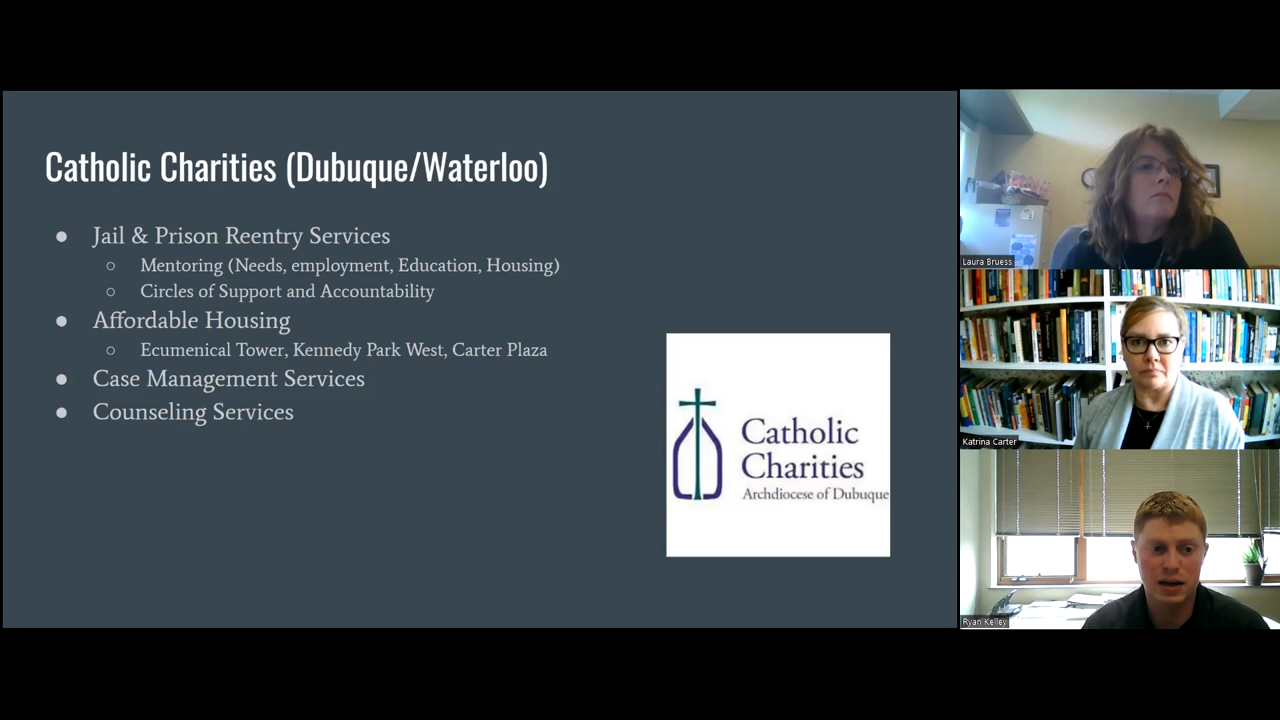 Catholic Charities (Dubuque/Waterloo)
Jail & Prison Reentry Services
Mentoring (Needs, employment, Education, Housing)
Circles of Support and Accountability
Affordable Housing
Ecumenical Tower, Kennedy Park West, Carter Plaza
Case Management Services
Counseling Services
Catholic
Charities
Archdiocese of Dubuque
Laura Bruess
Katrina Carter
Ryan Kelley